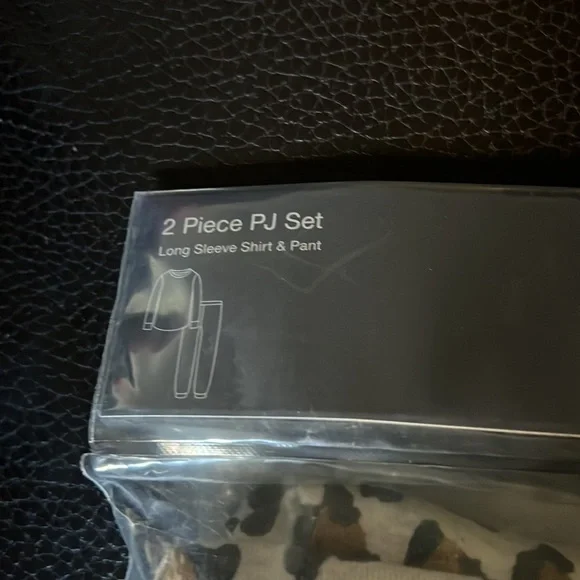 2 Piece PJ Set
Long Sleeve Shirt & Pant